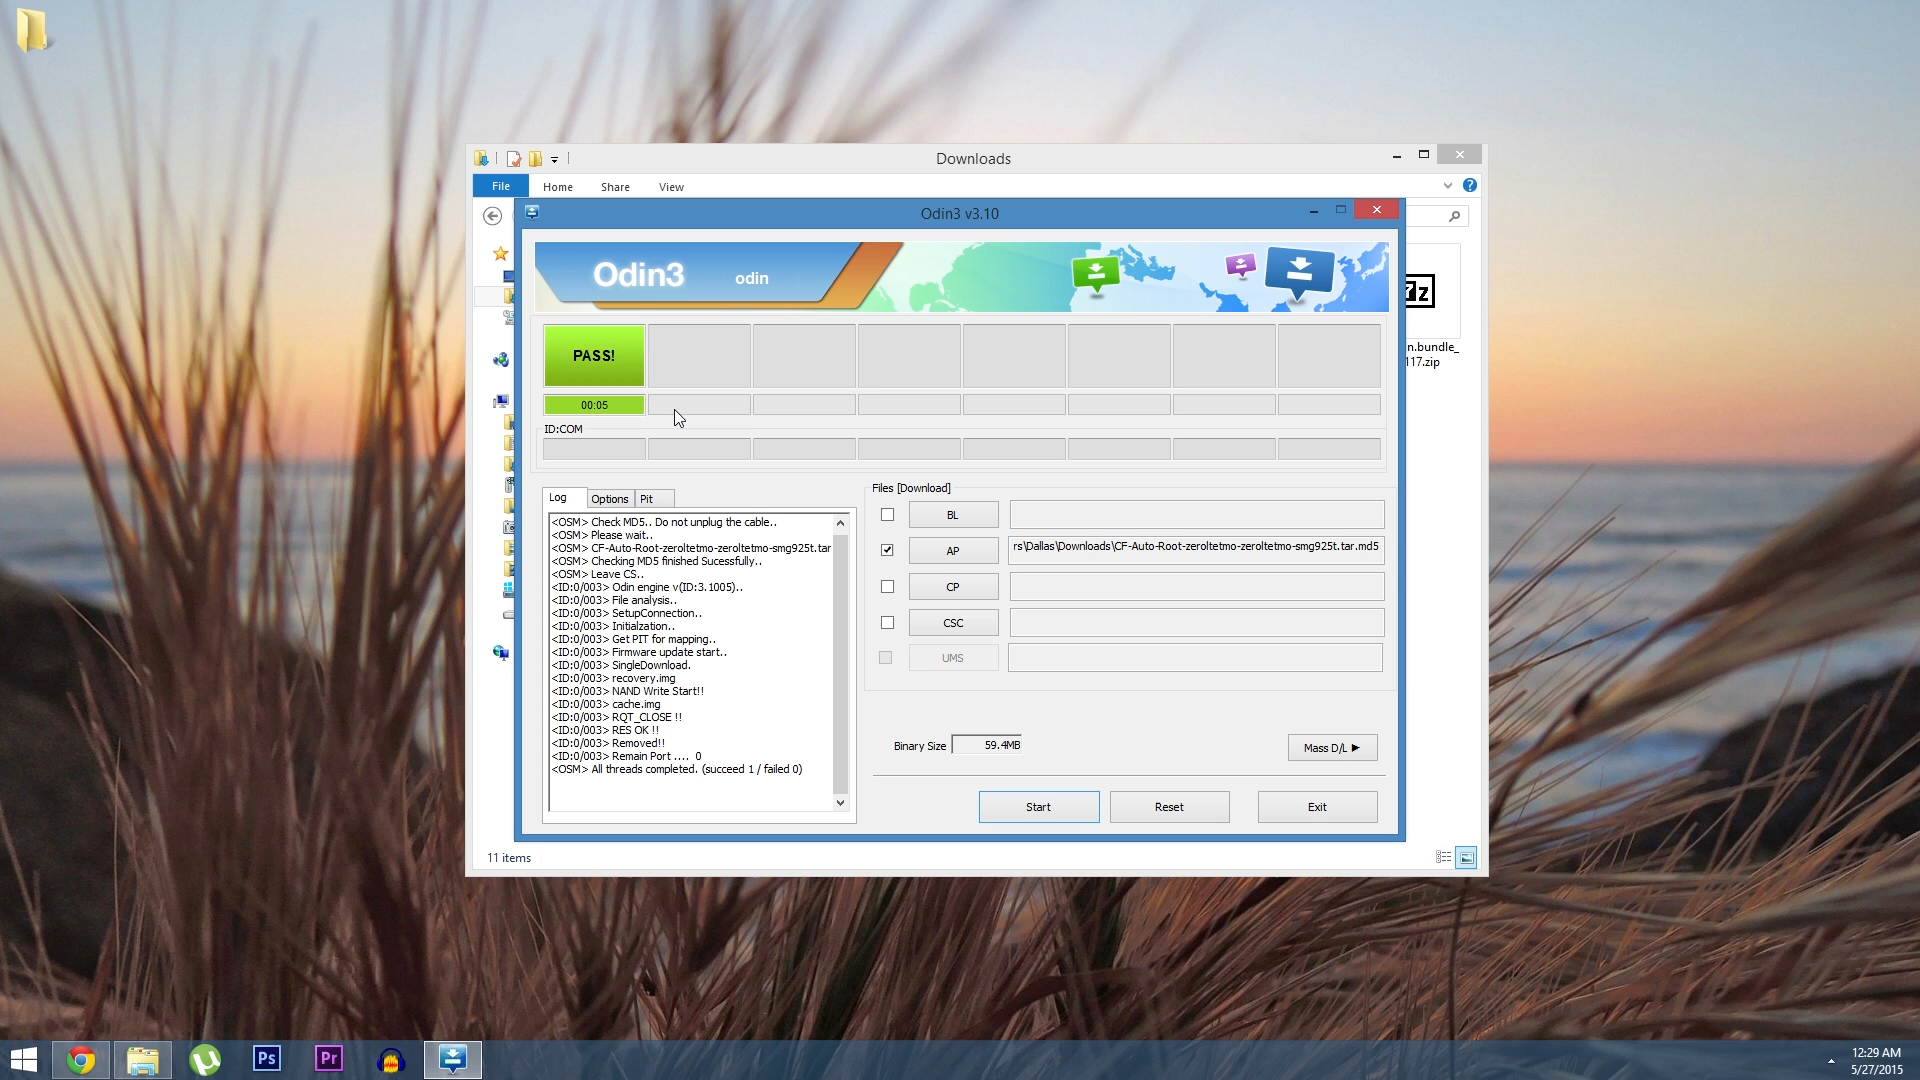 Downloads
File
Home
Share
View
Odin3 v3.10
Odin3
odin
n.bundle_
117.zip
PASS!
00:05
ID:COM
Log
Options
Pit
<OSM> Check MD5.. Do not unplug the cable..
<OSM> Please wait..
<OSM> CF-Auto-Root-zeroltetmo-zeroltetmo-smg925t.tar
<OSM> Checking MD5 finished Sucessfully..
<OSM> Leave CS..
<ID:0/003> Odin engine v(ID:3.1005)..
<ID:0/003> File analysis..
<ID:0/003> SetupConnection..
<ID:0/003> Initialzation..
<ID:0/003> Get PIT for mapping..
<ID:0/003> Firmware update start..
<ID:0/003> SingleDownload.
<ID:0/003> recovery.img
<ID:0/003> NAND Write Start!!
<ID:0/003> cache.img
<ID:0/003> RQT_CLOSE !!
<ID:0/003> RES OK !!
<ID:0/003> Removed!!
<ID:0/003> Remain Port .... 0
<OSM> All threads completed. (succeed 1 / failed 0)
Files [Download]
BL
AP
rs\Dallas\Downloads\CF-Auto-Root-zeroltetmo-zeroltetmo-smg925t.tar.md5
CP
CSC
UMS
Binary Size
59.4MB
Mass D/L ►
Start
Reset
Exit
11 items
Ps
Pr
12:29 AM
5/27/2015